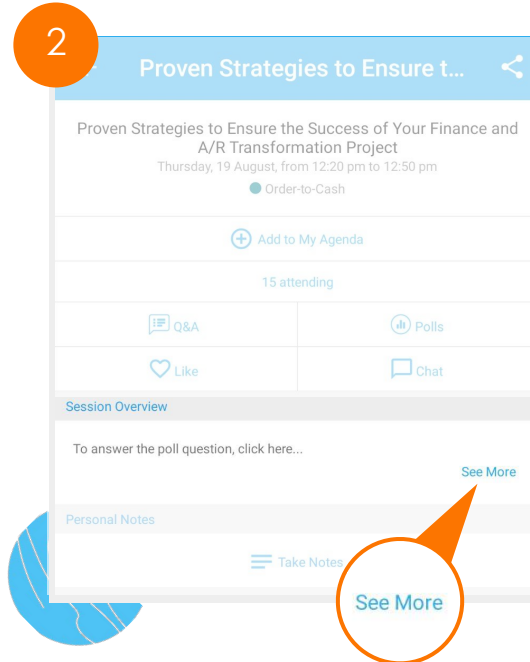 2
Proven Strategies to Ensure t...
Proven Strategies to Ensure the Success of Your Finance and
A/R Transformation Project
Thursday, 19 August, from 12:20 pm to 12:50 pm
Order-to-Cash
Add to My Agenda
15 attending
Q&A
Polls
Like
Chat
Session Overview
To answer the poll question, click here...
See More
Personal Notes
Take Notes
See More